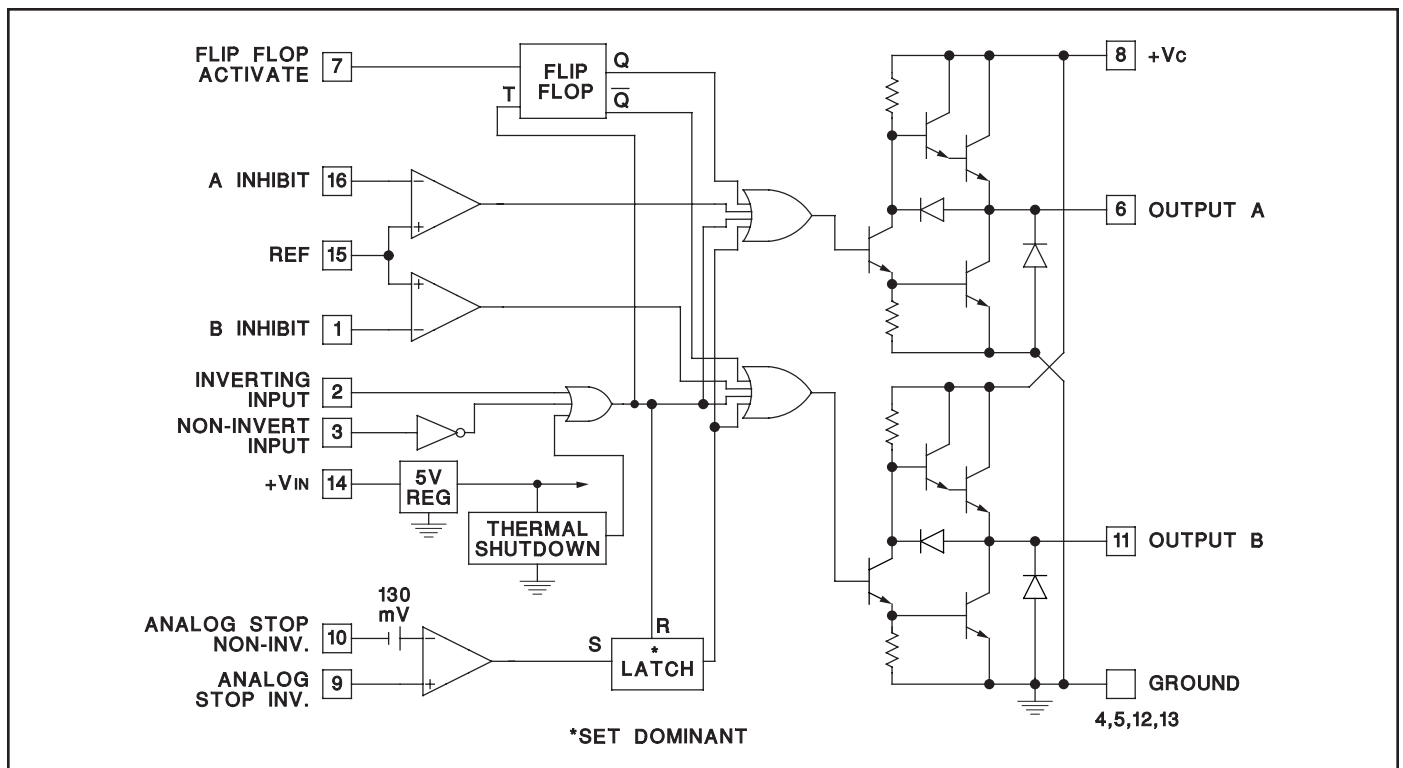 FLIP FLOP
ACTIVATE
7
T
FLIP
FLOP
Q
Q̅
8
+VC
A INHIBIT
16
−
+
REF
15
B INHIBIT
1
+
−
6
OUTPUT A
INVERTING
INPUT
2
NON-INVERT
INPUT
3
+VIN
14
5V
REG
THERMAL
SHUTDOWN
11
OUTPUT B
130
mV
ANALOG STOP
NON-INV.
10
−
ANALOG
STOP INV.
9
+
S
R
*
LATCH
GROUND
4,5,12,13
*SET DOMINANT